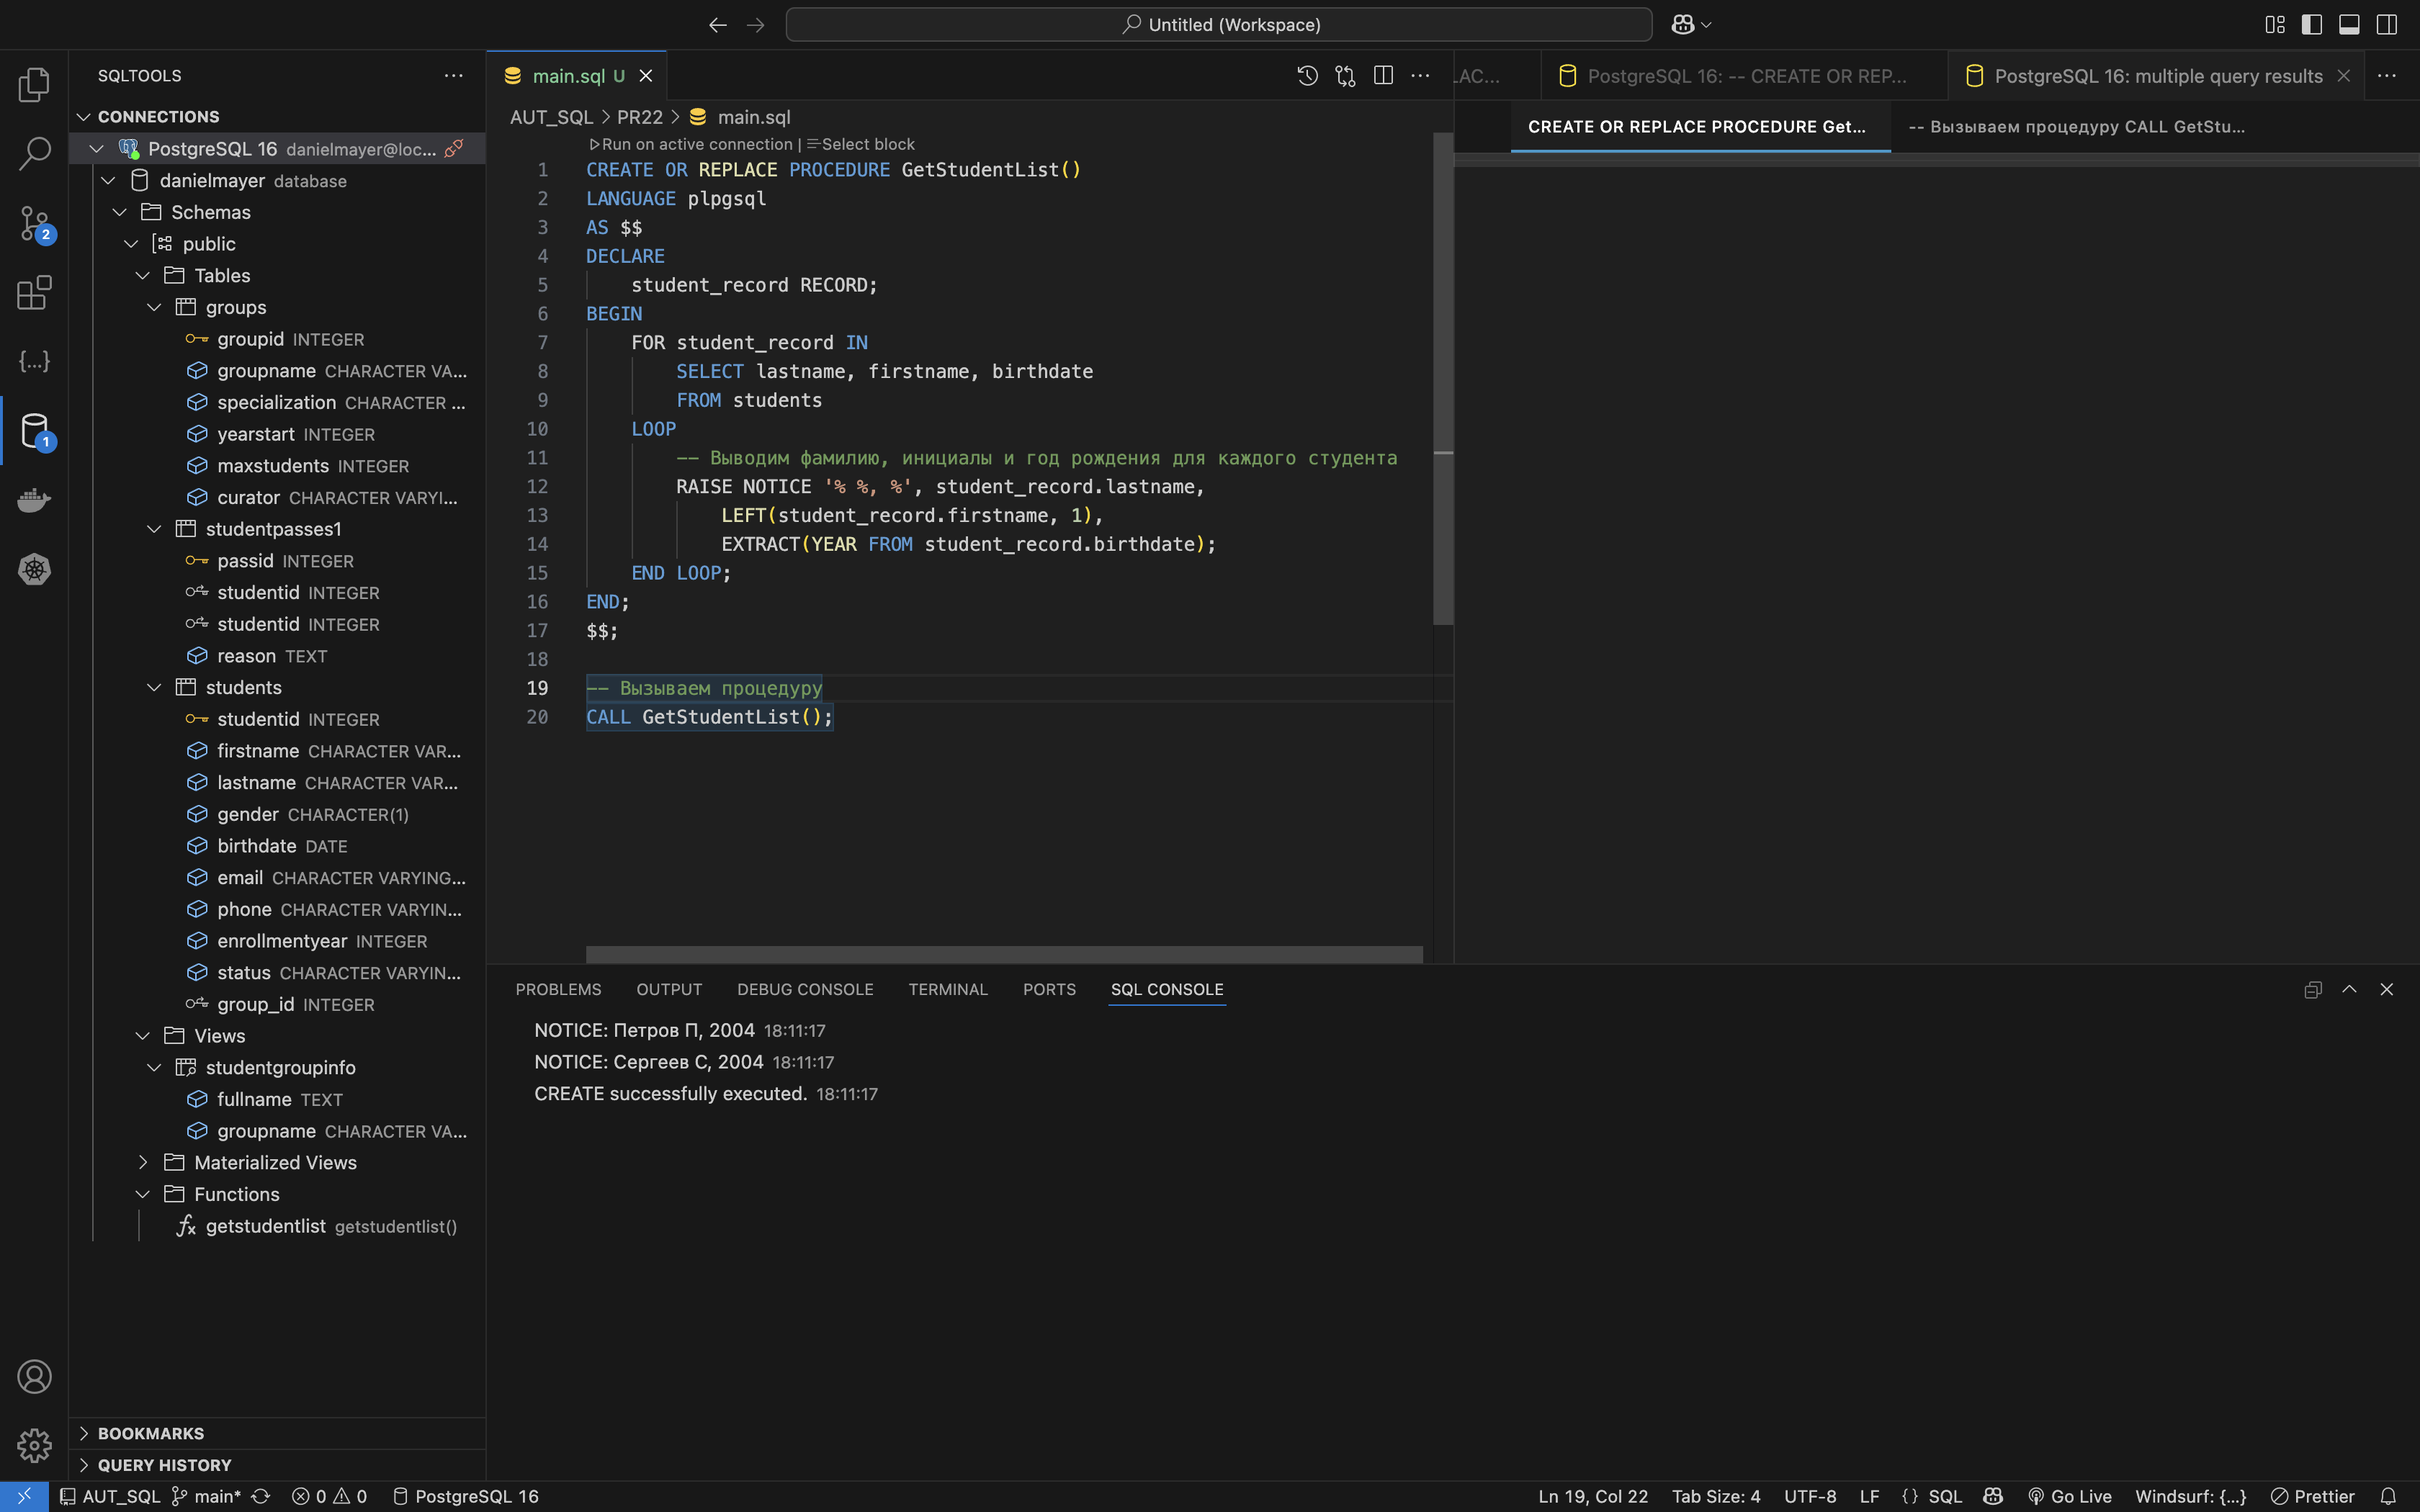 Untitled (Workspace)
SQLTOOLS
CONNECTIONS
PostgreSQL 16 danielmayer@loc...
danielmayer database
Schemas
public
Tables
groups
groupid INTEGER
groupname CHARACTER VA...
specialization CHARACTER ...
yearstart INTEGER
maxstudents INTEGER
curator CHARACTER VARYI...
studentpasses1
passid INTEGER
studentid INTEGER
studentid INTEGER
reason TEXT
students
studentid INTEGER
firstname CHARACTER VAR...
lastname CHARACTER VAR...
gender CHARACTER(1)
birthdate DATE
email CHARACTER VARYING...
phone CHARACTER VARYIN...
enrollmentyear INTEGER
status CHARACTER VARYIN...
group_id INTEGER
Views
studentgroupinfo
fullname TEXT
groupname CHARACTER VA...
Materialized Views
Functions
getstudentlist getstudentlist()
BOOKMARKS
QUERY HISTORY
2
1
main.sql U
AUT_SQL > PR22 > main.sql
Run on active connection | Select block
1 CREATE OR REPLACE PROCEDURE GetStudentList()
2 LANGUAGE plpgsql
3 AS $$
4 DECLARE
5 student_record RECORD;
6 BEGIN
7 FOR student_record IN
8 SELECT lastname, firstname, birthdate
9 FROM students
10 LOOP
11 -- Выводим фамилию, инициалы и год рождения для каждого студента
12 RAISE NOTICE '% %, %', student_record.lastname,
13 LEFT(student_record.firstname, 1),
14 EXTRACT(YEAR FROM student_record.birthdate);
15 END LOOP;
16 END;
17 $$;
18
19 -- Вызываем процедуру
20 CALL GetStudentList();
LAC...
PostgreSQL 16: -- CREATE OR REP...
PostgreSQL 16: multiple query results
CREATE OR REPLACE PROCEDURE Get...
-- Вызываем процедуру CALL GetStu...
PROBLEMS OUTPUT DEBUG CONSOLE TERMINAL PORTS SQL CONSOLE
NOTICE: Петров П, 2004 18:11:17
NOTICE: Сергеев С, 2004 18:11:17
CREATE successfully executed. 18:11:17
AUT_SQL main* 0 0 PostgreSQL 16 Ln 19, Col 22 Tab Size: 4 UTF-8 LF {} SQL Go Live Windsurf: {...} Prettier